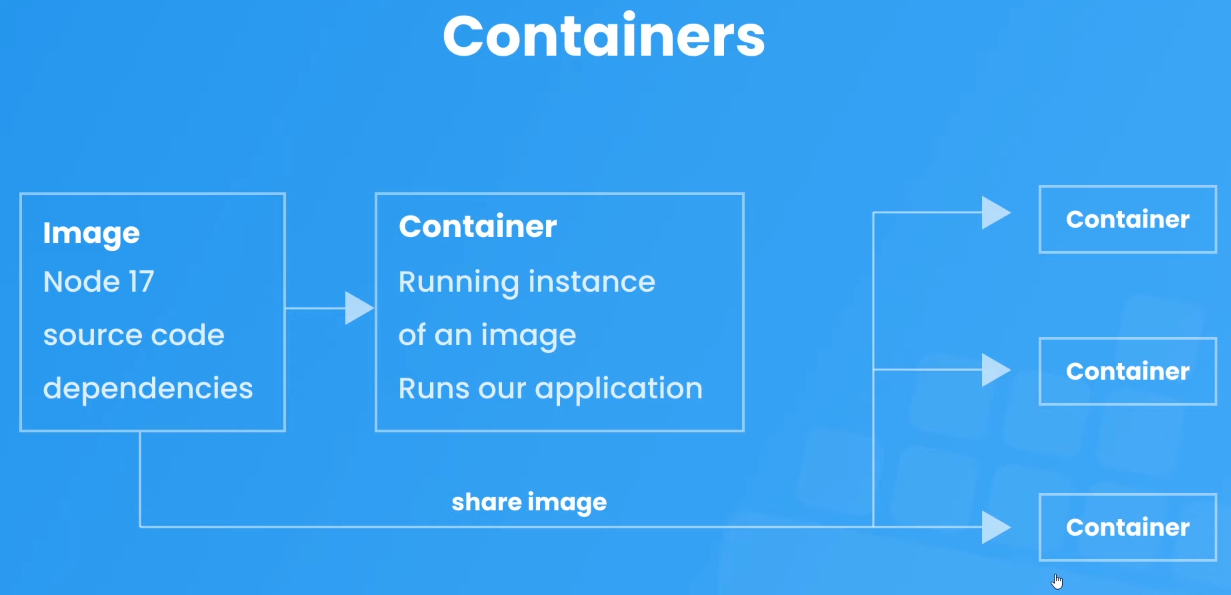 Containers
Image
Node 17
source code
dependencies
Container
Running instance
of an image
Runs our application
share image
Container
Container
Container